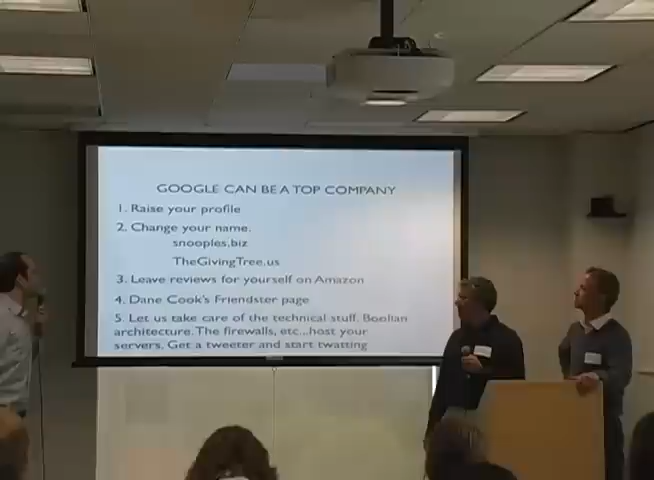 GOOGLE CAN BE A TOP COMPANY
1. Raise your profile
2. Change your name.
snooples.biz
TheGivingTree.us
3. Leave reviews for yourself on Amazon
4. Dane Cook's Friendster page
5. Let us take care of the technical stuff. Boolian
architecture. The firewalls, etc...host your
servers. Get a tweeter and start twatting